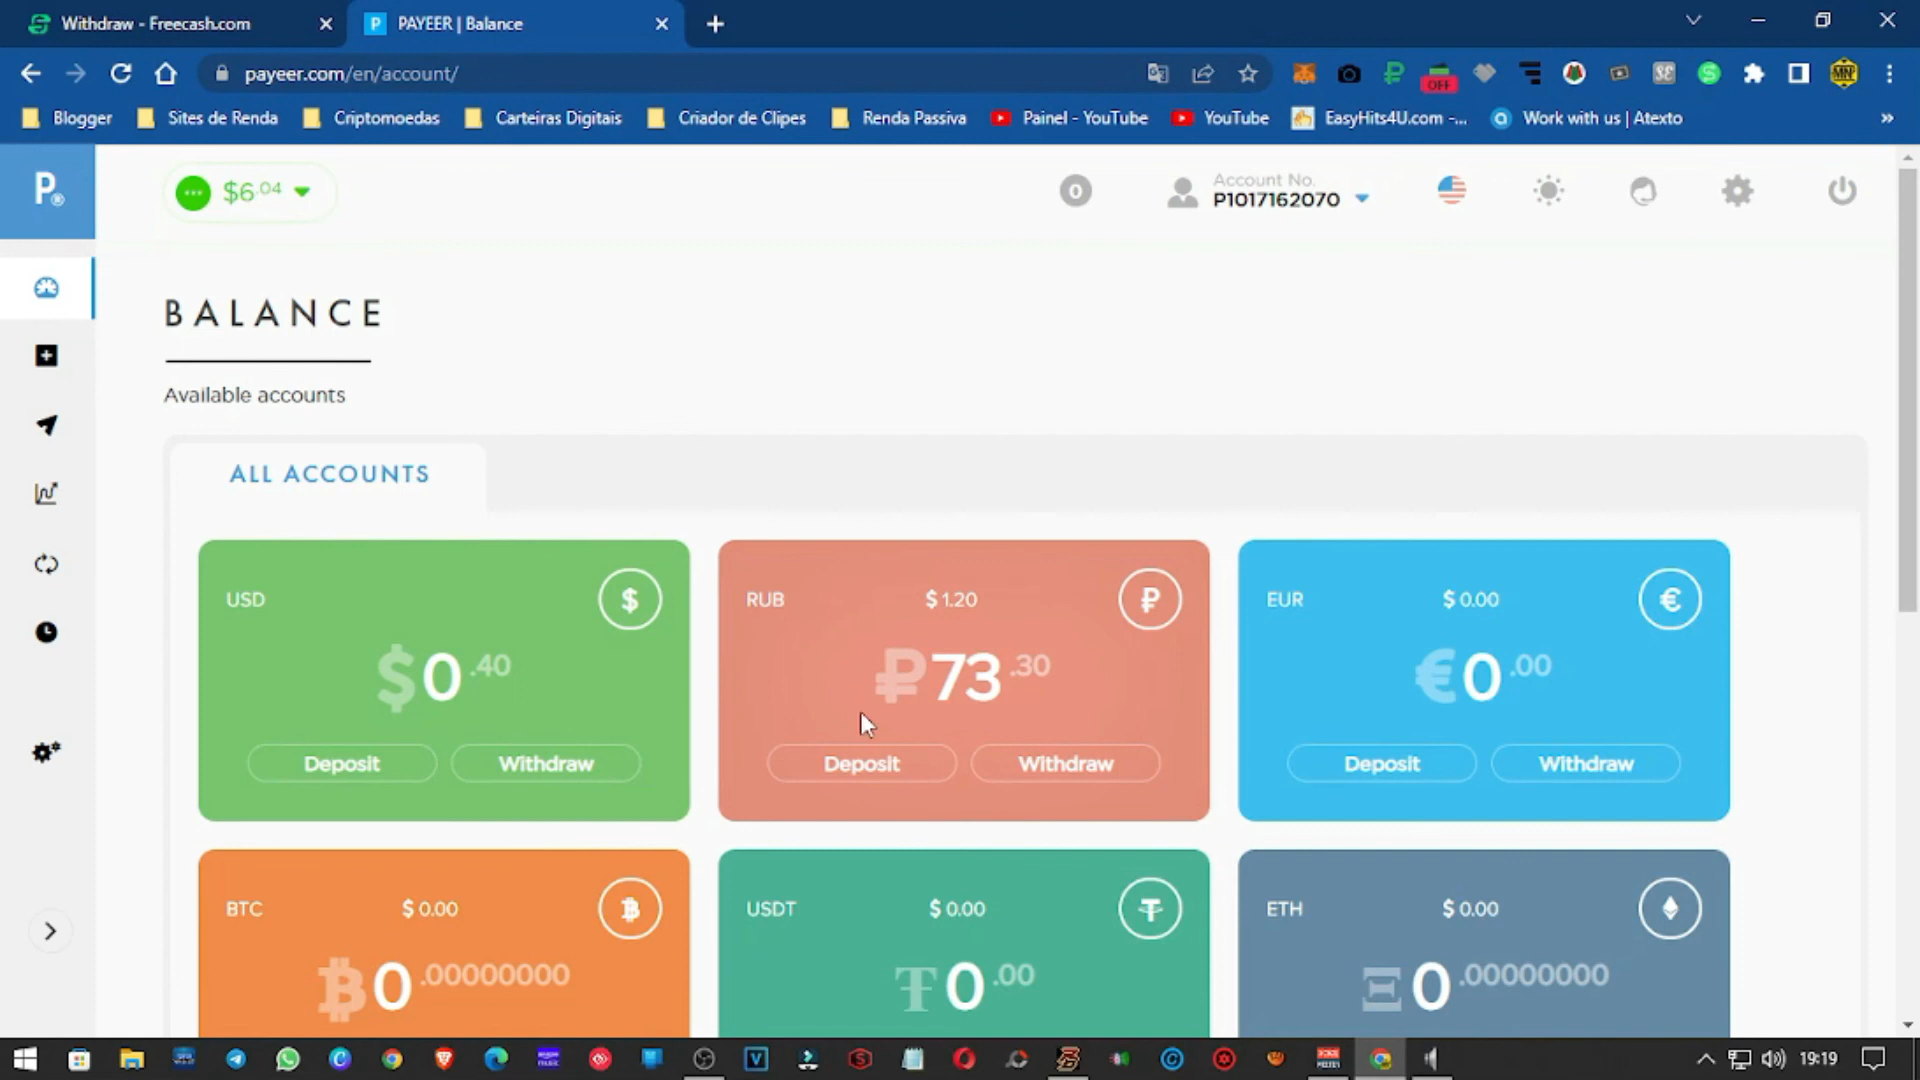 Withdraw - Freecash.com
PAYEER | Balance
payeer.com/en/account/
OFF
Blogger
Sites de Renda
Criptomoedas
Carteiras Digitais
Criador de Clipes
Renda Passiva
Painel - YouTube
YouTube
EasyHits4U.com -...
Work with us | Atexto
P
$6.04
0
Account No.
P1017162070
BALANCE
Available accounts
ALL ACCOUNTS
USD
$
$0.40
Deposit
Withdraw
RUB
$ 1.20
₽
₽73.30
Deposit
Withdraw
EUR
$ 0.00
€
€0.00
Deposit
Withdraw
BTC
$ 0.00
₿0.00000000
USDT
$ 0.00
₮0.00
ETH
$ 0.00
Ξ0.00000000
19:19